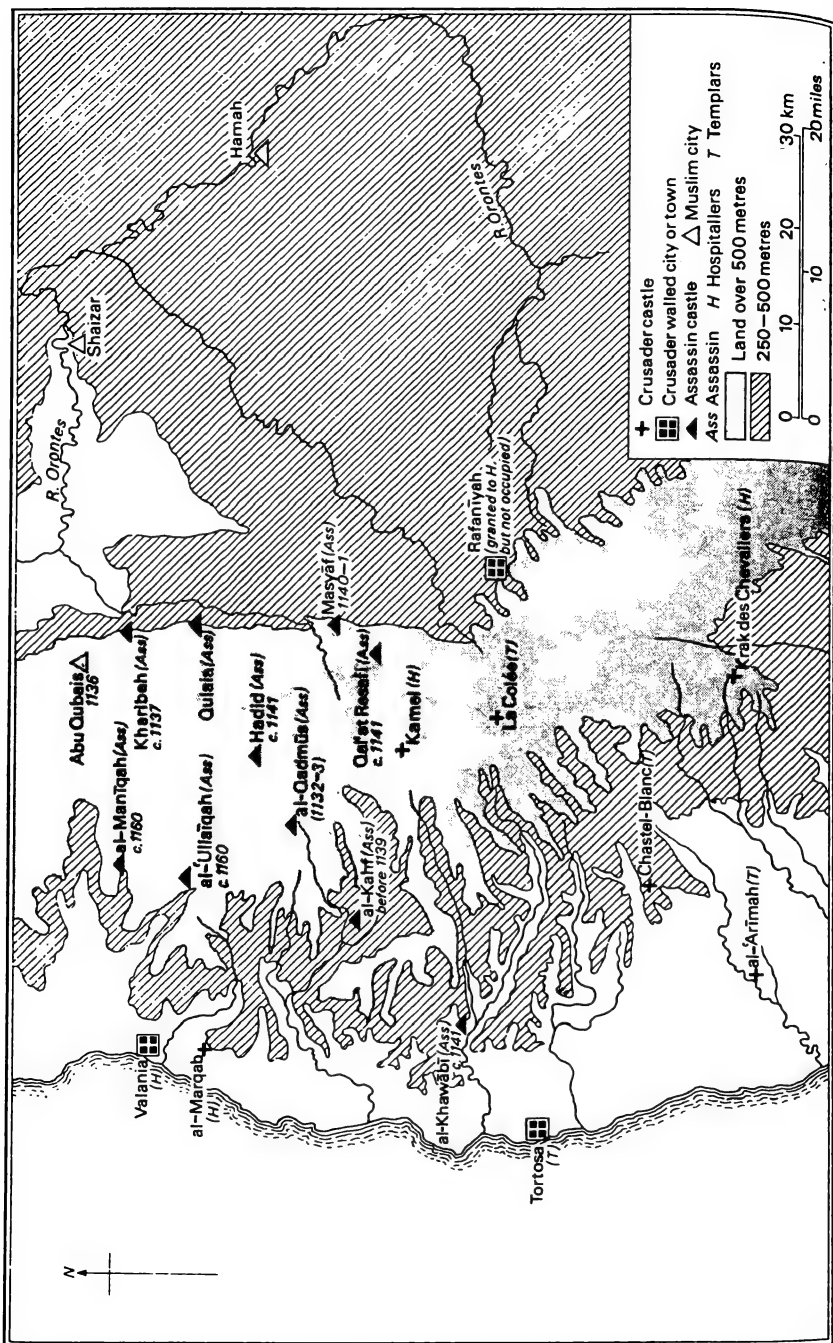 N
Valania
(H)
al-Marqab
(H)
al-Manīqah (Ass)
c.1160
Abu Qubais
1136
Kharibah (Ass)
c.1137
al-'Ullaiqah (Ass)
c.1160
Qulaia (Ass)
Hadid (Ass)
c.1141
al-Qadmūs (Ass)
(1132–3)
Masyāf (Ass)
1140–1
al-Kahf (Ass)
before 1139
Qal'at Rosafi (Ass)
c.1141
Kamel (H)
al-Khawābī (Ass)
c.1141
Tortosa
(T)
La Colée (T)
Rafanīyah
(granted to H.
but not occupied)
Chastel-Blanc (T)
al-'Arīmah (T)
Krak des Chevaliers (H)
R. Orontes
Shaizar
Hamah
R. Orontes
Crusader castle
Crusader walled city or town
Assassin castle Muslim city
Ass Assassin H Hospitallers T Templars
Land over 500 metres
250–500 metres
0 10 20 30 km
0 10 20 miles